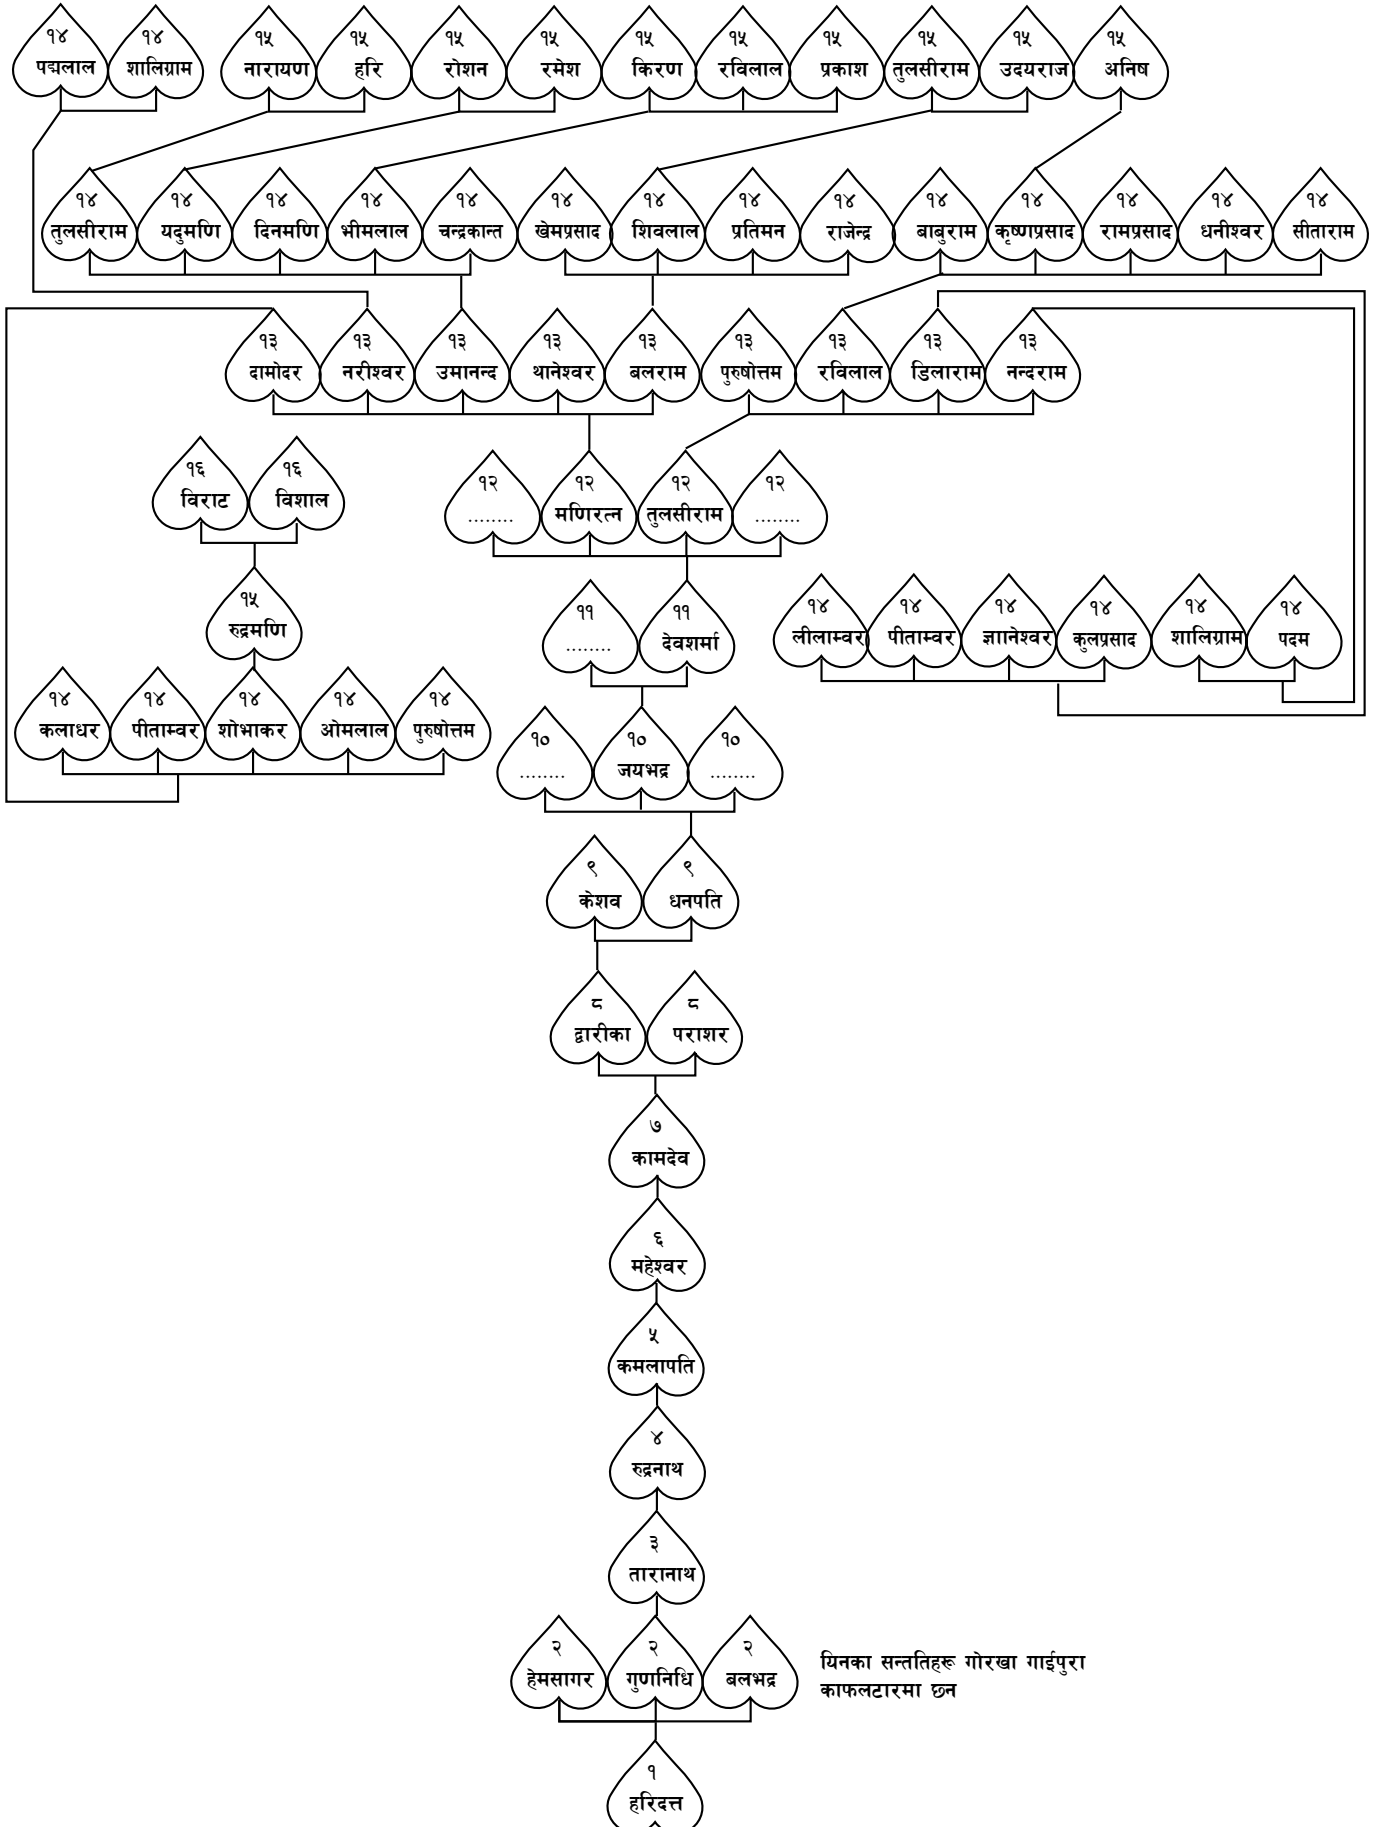 १४ १४ १५ १५ १५ १५ १५ १५ १५ १५ १५ १५
पद्मलाल शालिग्राम नारायण हरि रोशन रमेश किरण रविलाल प्रकाश तुलसीराम उदयराज अनिष
१४ १४ १४ १४ १४ १४ १४ १४ १४ १४ १४ १४ १४ १४
तुलसीराम यदुमणि दिनमणि भीमलाल चन्द्रकान्त खेमप्रसाद शिवलाल प्रतिमन राजेन्द्र बाबुराम कृष्णप्रसाद रामप्रसाद धनीश्वर सीताराम
१३ १३ १३ १३ १३ १३ १३ १३ १३
दामोदर नरीश्वर उमानन्द थानेश्वर बलराम पुरुषोत्तम रविलाल डिलाराम नन्दराम
१६ १६
विराट विशाल
१२ १२ १२ १२
........ मणिरत्न तुलसीराम ........
१५
रुद्रमणि
११ ११
........ देवशर्मा
१४ १४ १४ १४ १४ १४
लीलाम्वर पीताम्वर ज्ञाानेश्वर कुलप्रसाद शालिग्राम पदम
१४ १४ १४ १४ १४
कलाधर पीताम्वर शोभाकर ओमलाल पुरुषोत्तम
१० १० १०
........ जयभद्र ........
९ ९
केशव धनपति
८ ८
द्वारीका पराशर
७
कामदेव
६
महेश्वर
५
कमलापति
४
रुद्रनाथ
३
तारानाथ
२ २ २
हेमसागर गुणनिधि बलभद्र
यिनका सन्ततिहरू गोरखा गाईपुरा
काफलटारमा छन
१
हरिदत्त